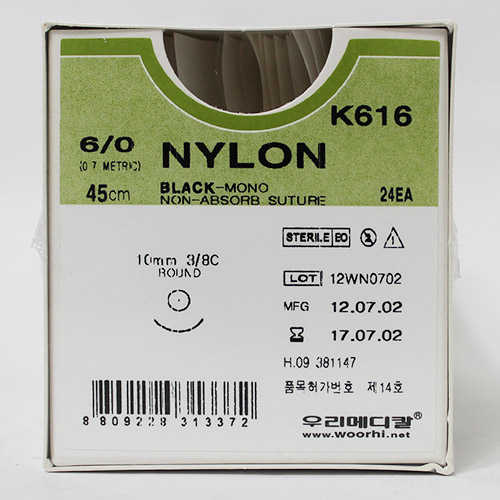 K616
6/0
(0.7 METRIC)
NYLON
45cm
BLACK-MONO
NON-ABSORB SUTURE
24EA
STERILE EO
2
10mm 3/8C
ROUND
LOT 12WN0702
MFG 12.07.02
17.07.02
H.09 381147
품목허가번호 제14호
8 809228 313372
우리메디칼®
www.woorhi.net